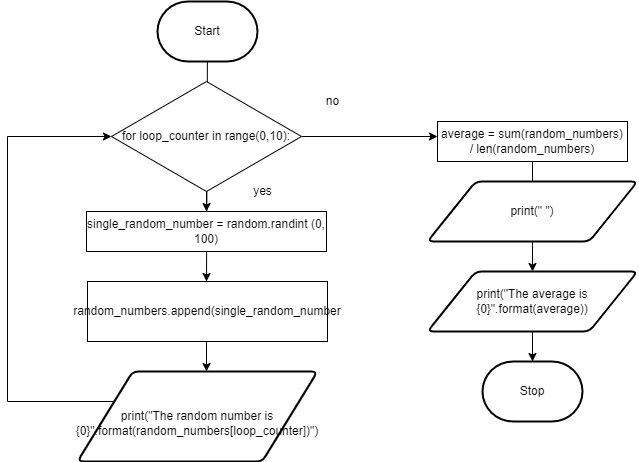 Start
for loop_counter in range(0,10):
no
yes
single_random_number = random.randint (0,
100)
random_numbers.append(single_random_number
print("The random number is
{0}".format(random_numbers[loop_counter])")
average = sum(random_numbers)
/ len(random_numbers)
print(" ")
print("The average is
{0}".format(average))
Stop